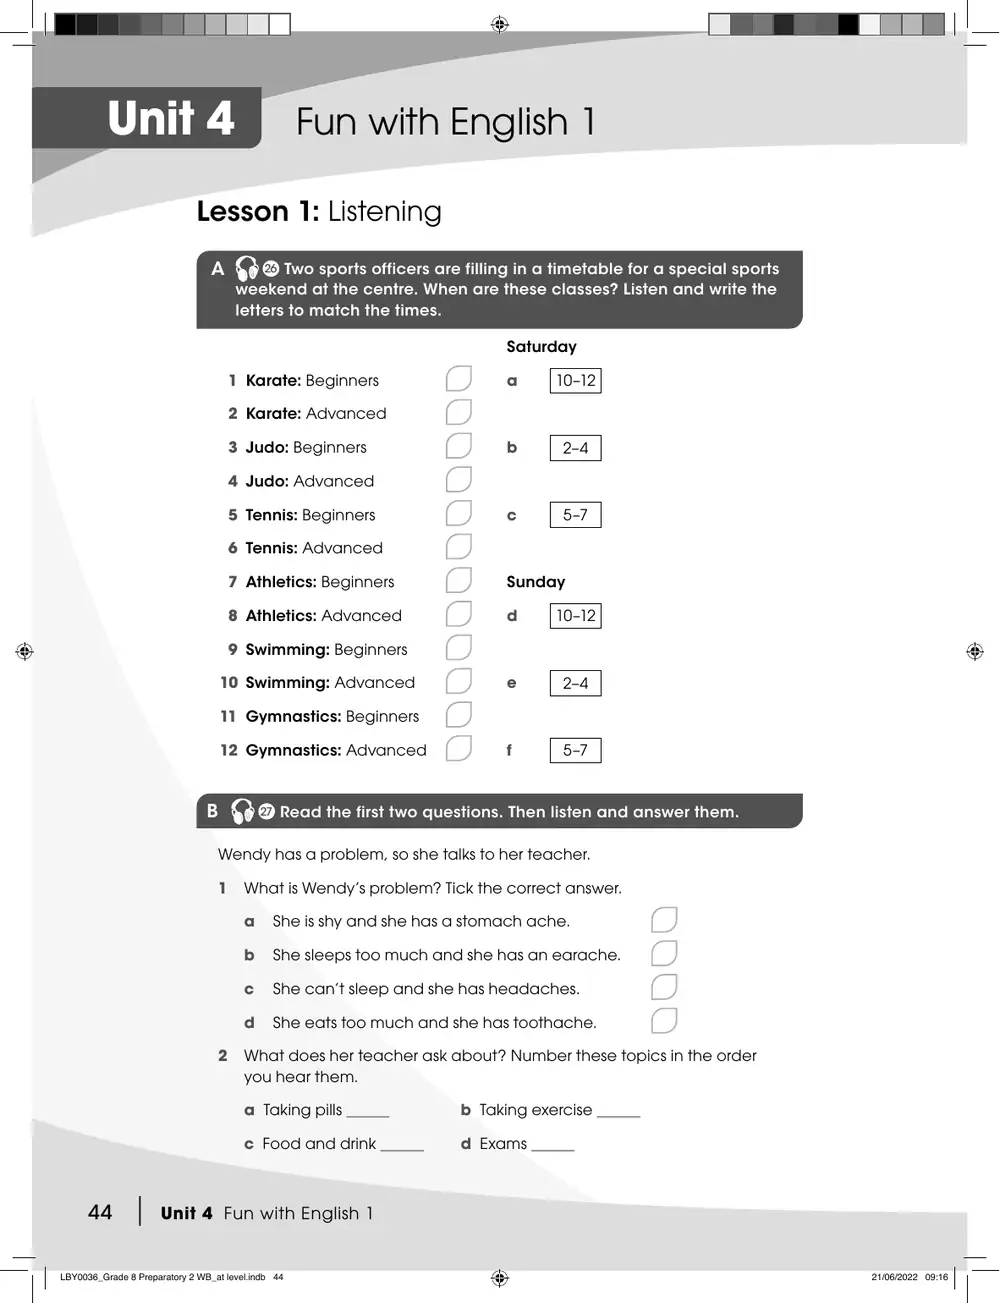 Unit 4
Fun with English 1
Lesson 1: Listening
A 26 Two sports officers are filling in a timetable for a special sports
weekend at the centre. When are these classes? Listen and write the
letters to match the times.
Saturday
1 Karate: Beginners
a 10–12
2 Karate: Advanced
3 Judo: Beginners
b 2–4
4 Judo: Advanced
5 Tennis: Beginners
c 5–7
6 Tennis: Advanced
7 Athletics: Beginners
Sunday
8 Athletics: Advanced
d 10–12
9 Swimming: Beginners
10 Swimming: Advanced
e 2–4
11 Gymnastics: Beginners
12 Gymnastics: Advanced
f 5–7
B 27 Read the first two questions. Then listen and answer them.
Wendy has a problem, so she talks to her teacher.
1 What is Wendy’s problem? Tick the correct answer.
a She is shy and she has a stomach ache.
b She sleeps too much and she has an earache.
c She can’t sleep and she has headaches.
d She eats too much and she has toothache.
2 What does her teacher ask about? Number these topics in the order
you hear them.
a Taking pills _____ b Taking exercise _____
c Food and drink _____ d Exams _____
44 Unit 4 Fun with English 1
LBY0036_Grade 8 Preparatory 2 WB_at level.indb 44
21/06/2022 09:16